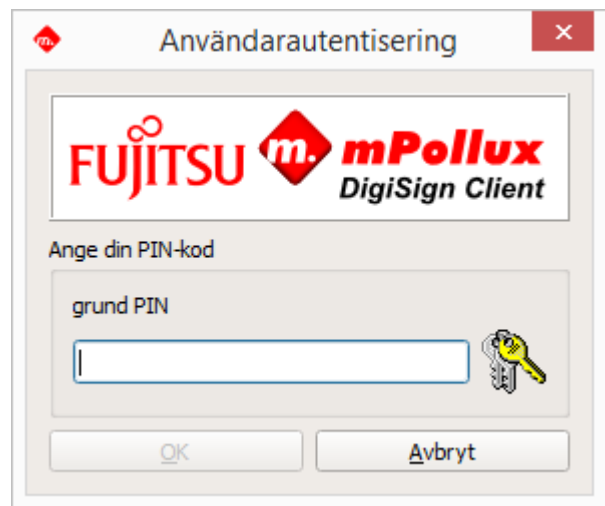 m.
Användarautentisering
FUJITSU m. mPollux
DigiSign Client
Ange din PIN-kod
grund PIN
OK Avbryt